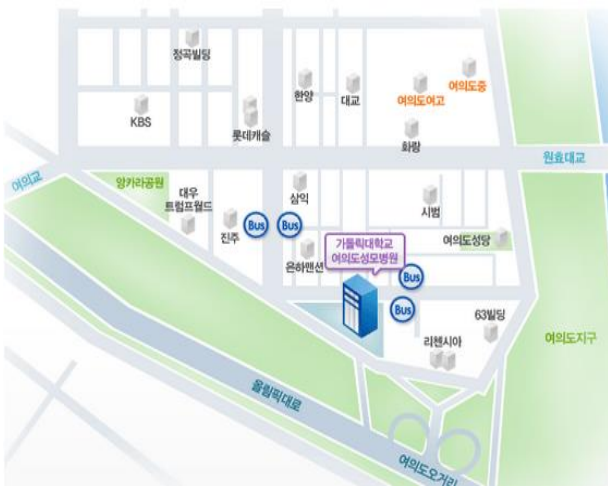 정곡빌딩
KBS
롯데캐슬
한양
대교
여의도여고
여의도중
화랑
원효대교
여의교
앙카라공원
대우
트럼프월드
진주
Bus
Bus
삼익
은하맨션
시범
여의도성당
가톨릭대학교
여의도성모병원
Bus
Bus
63빌딩
리첸시아
여의도지구
올림픽대로
여의도오거리